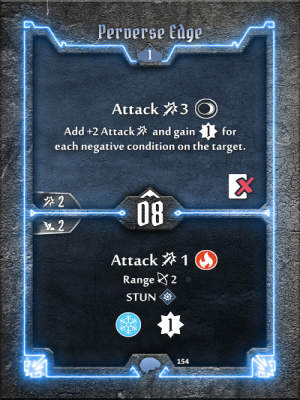 Perverse Edge
1
Attack 3
Add +2 Attack and gain 1 for
each negative condition on the target.
2
08
2
Attack 1
Range 2
STUN
1
154